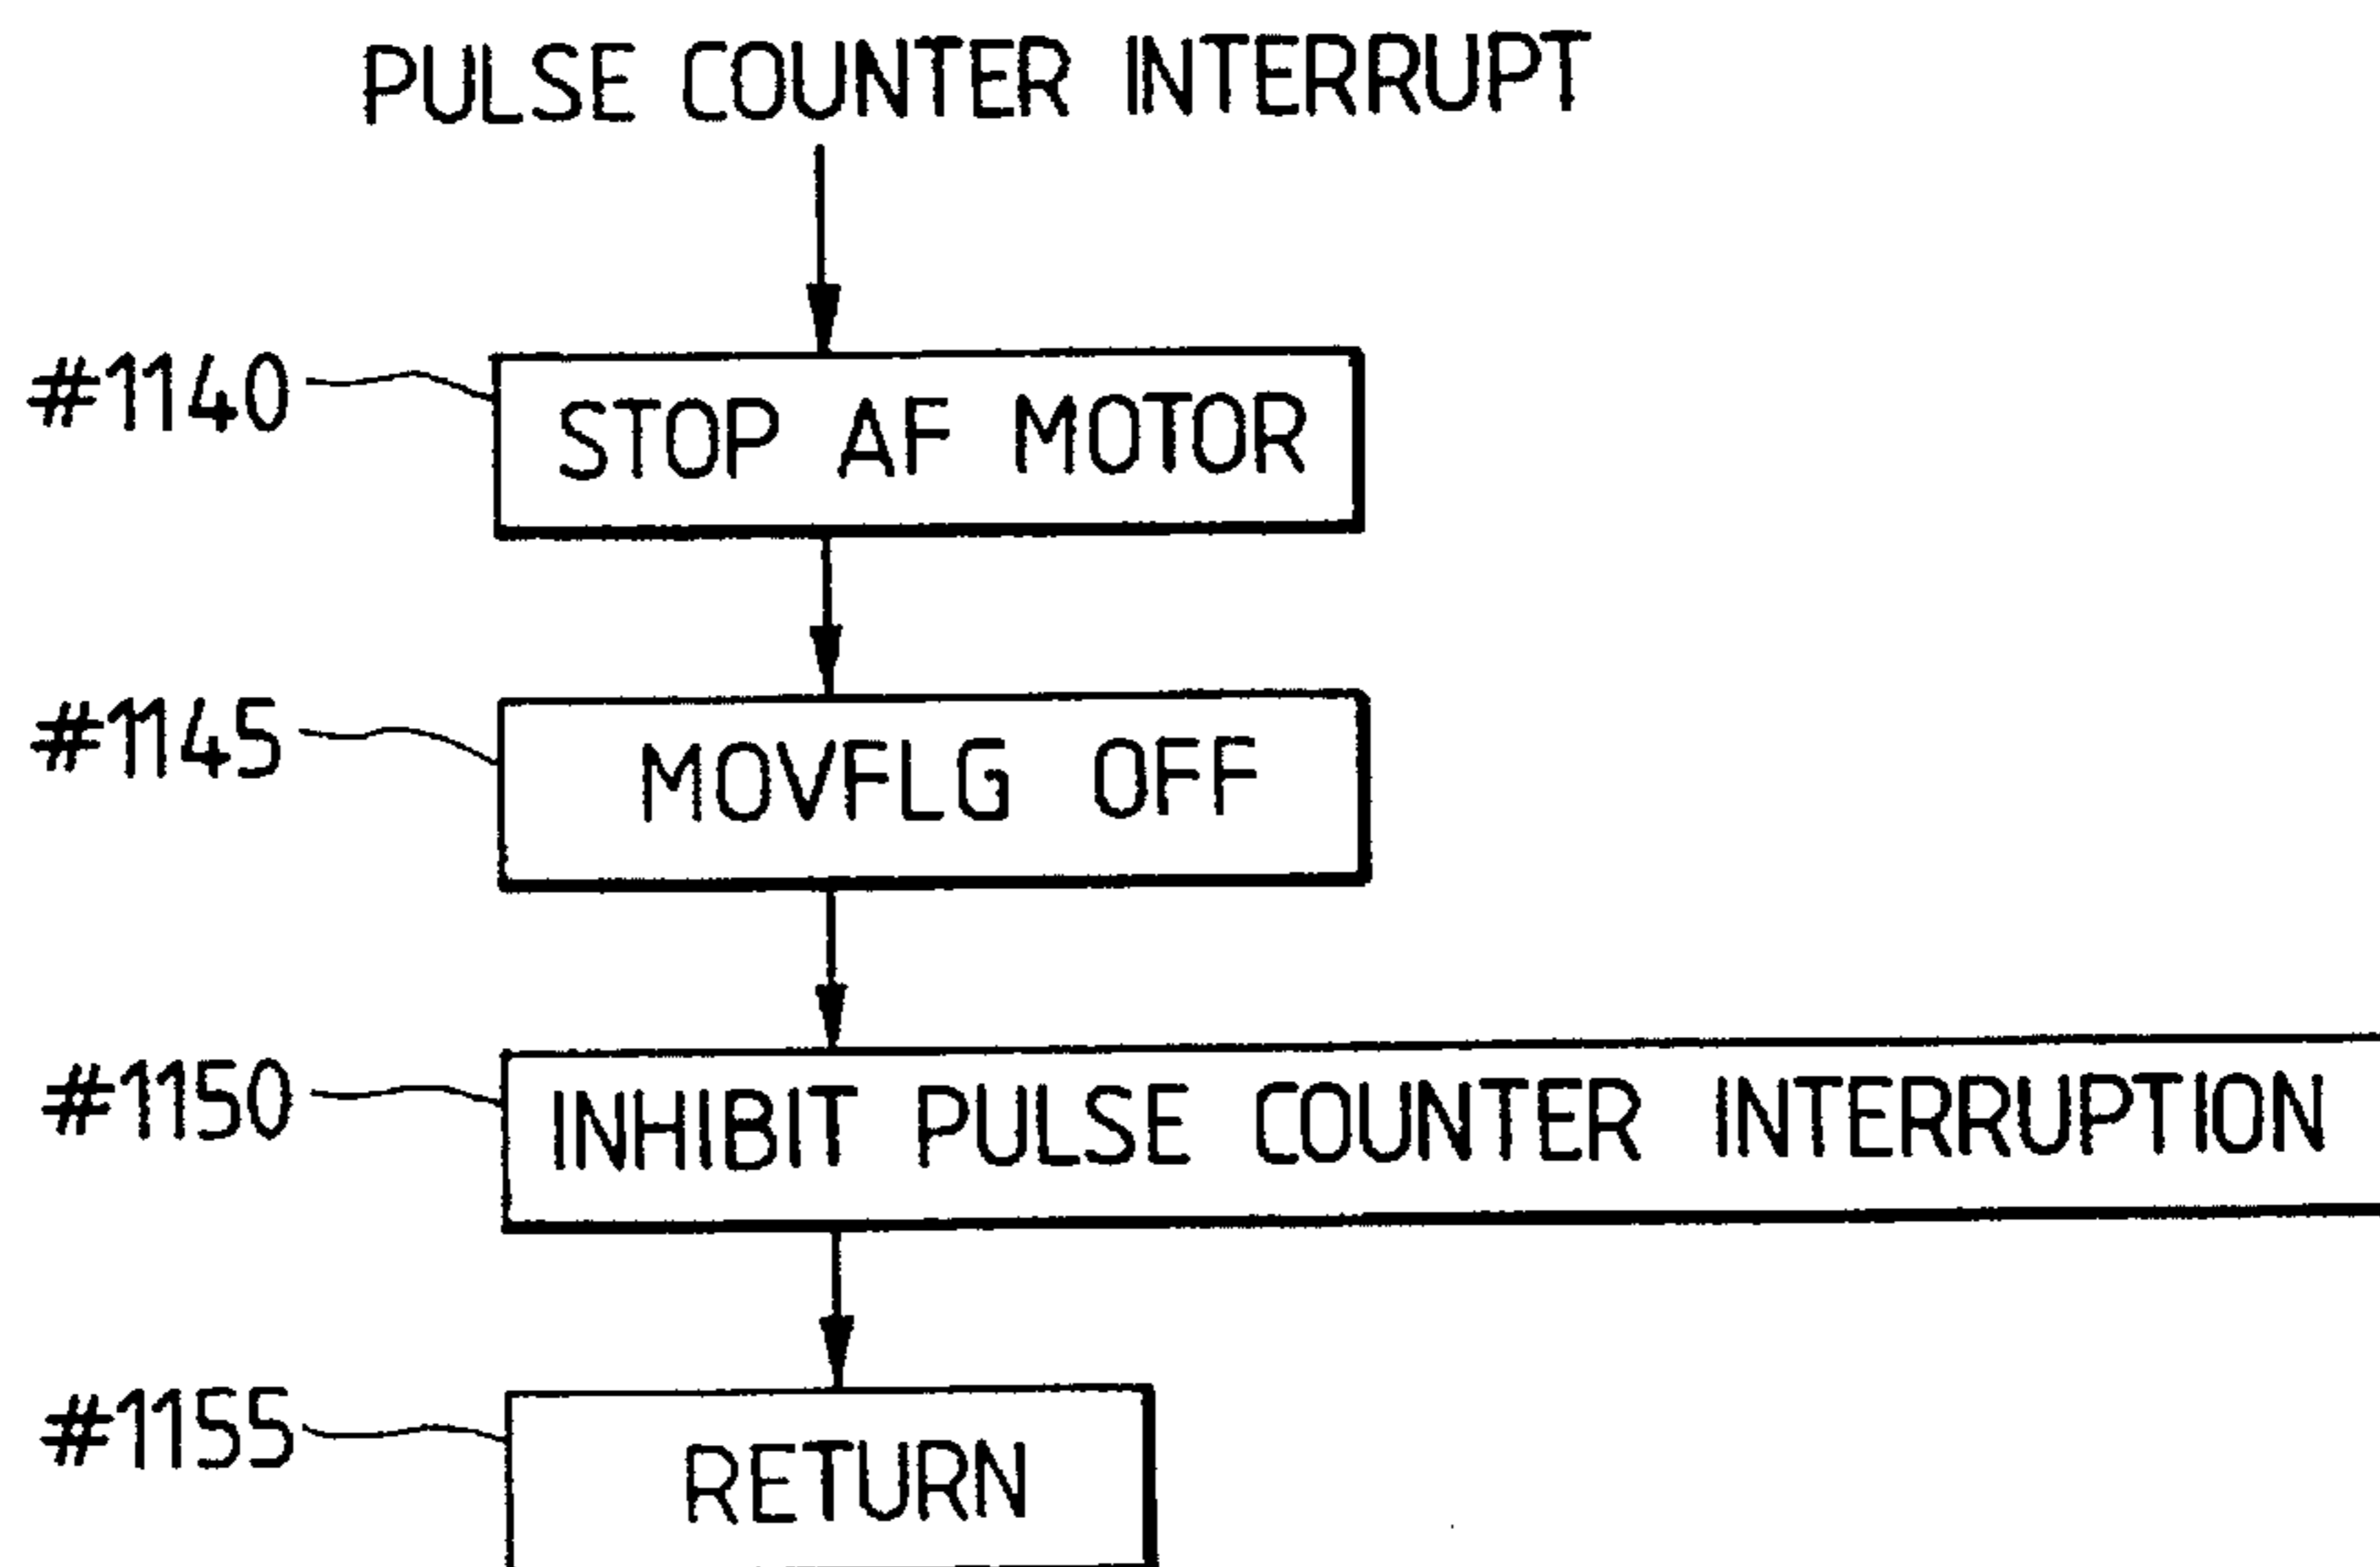 PULSE COUNTER INTERRUPT
#1140
STOP AF MOTOR
#1145
MOVFLG OFF
#1150
INHIBIT PULSE COUNTER INTERRUPTION
#1155
RETURN